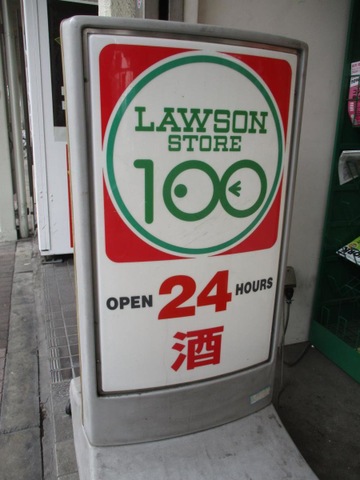 LAWSON
STORE
100
OPEN 24 HOURS
酒